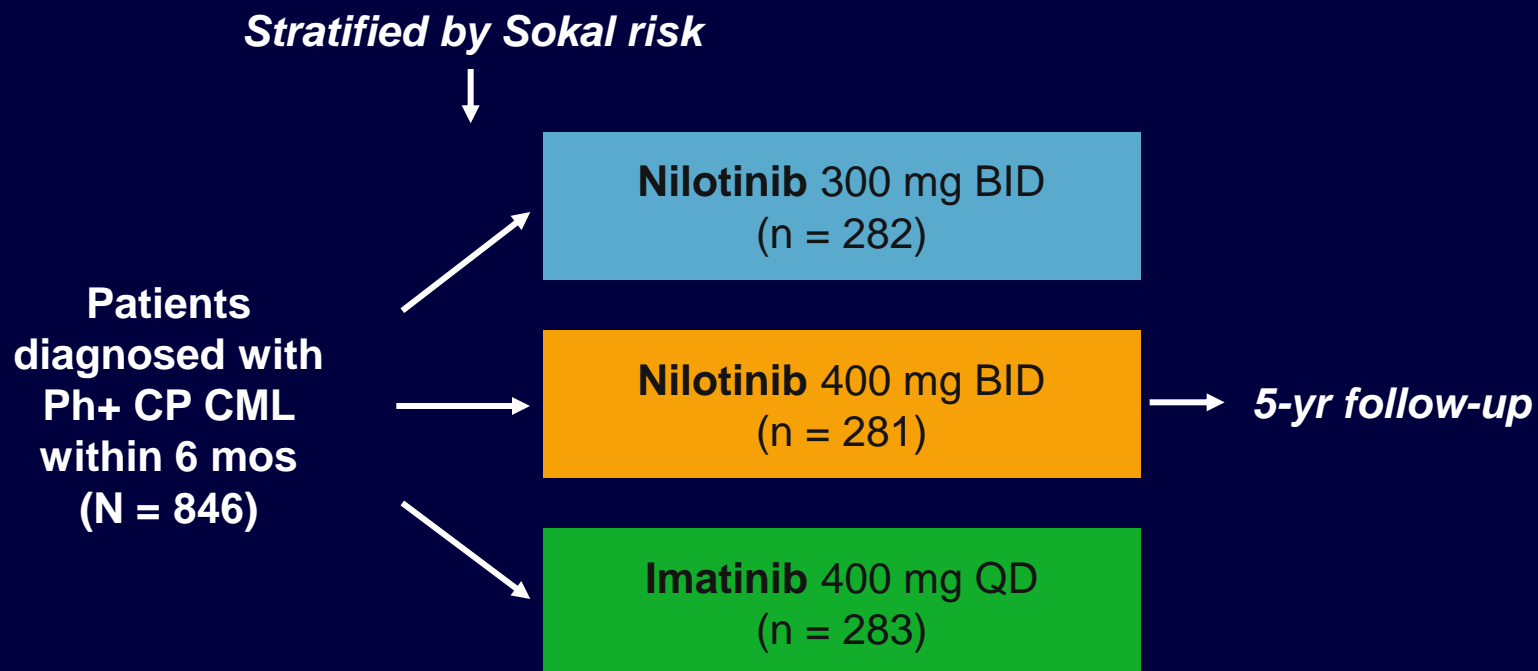 Stratified by Sokal risk
Nilotinib 300 mg BID
(n = 282)
Patients
diagnosed with
Ph+ CP CML
within 6 mos
(N = 846)
Nilotinib 400 mg BID
(n = 281)
5-yr follow-up
Imatinib 400 mg QD
(n = 283)